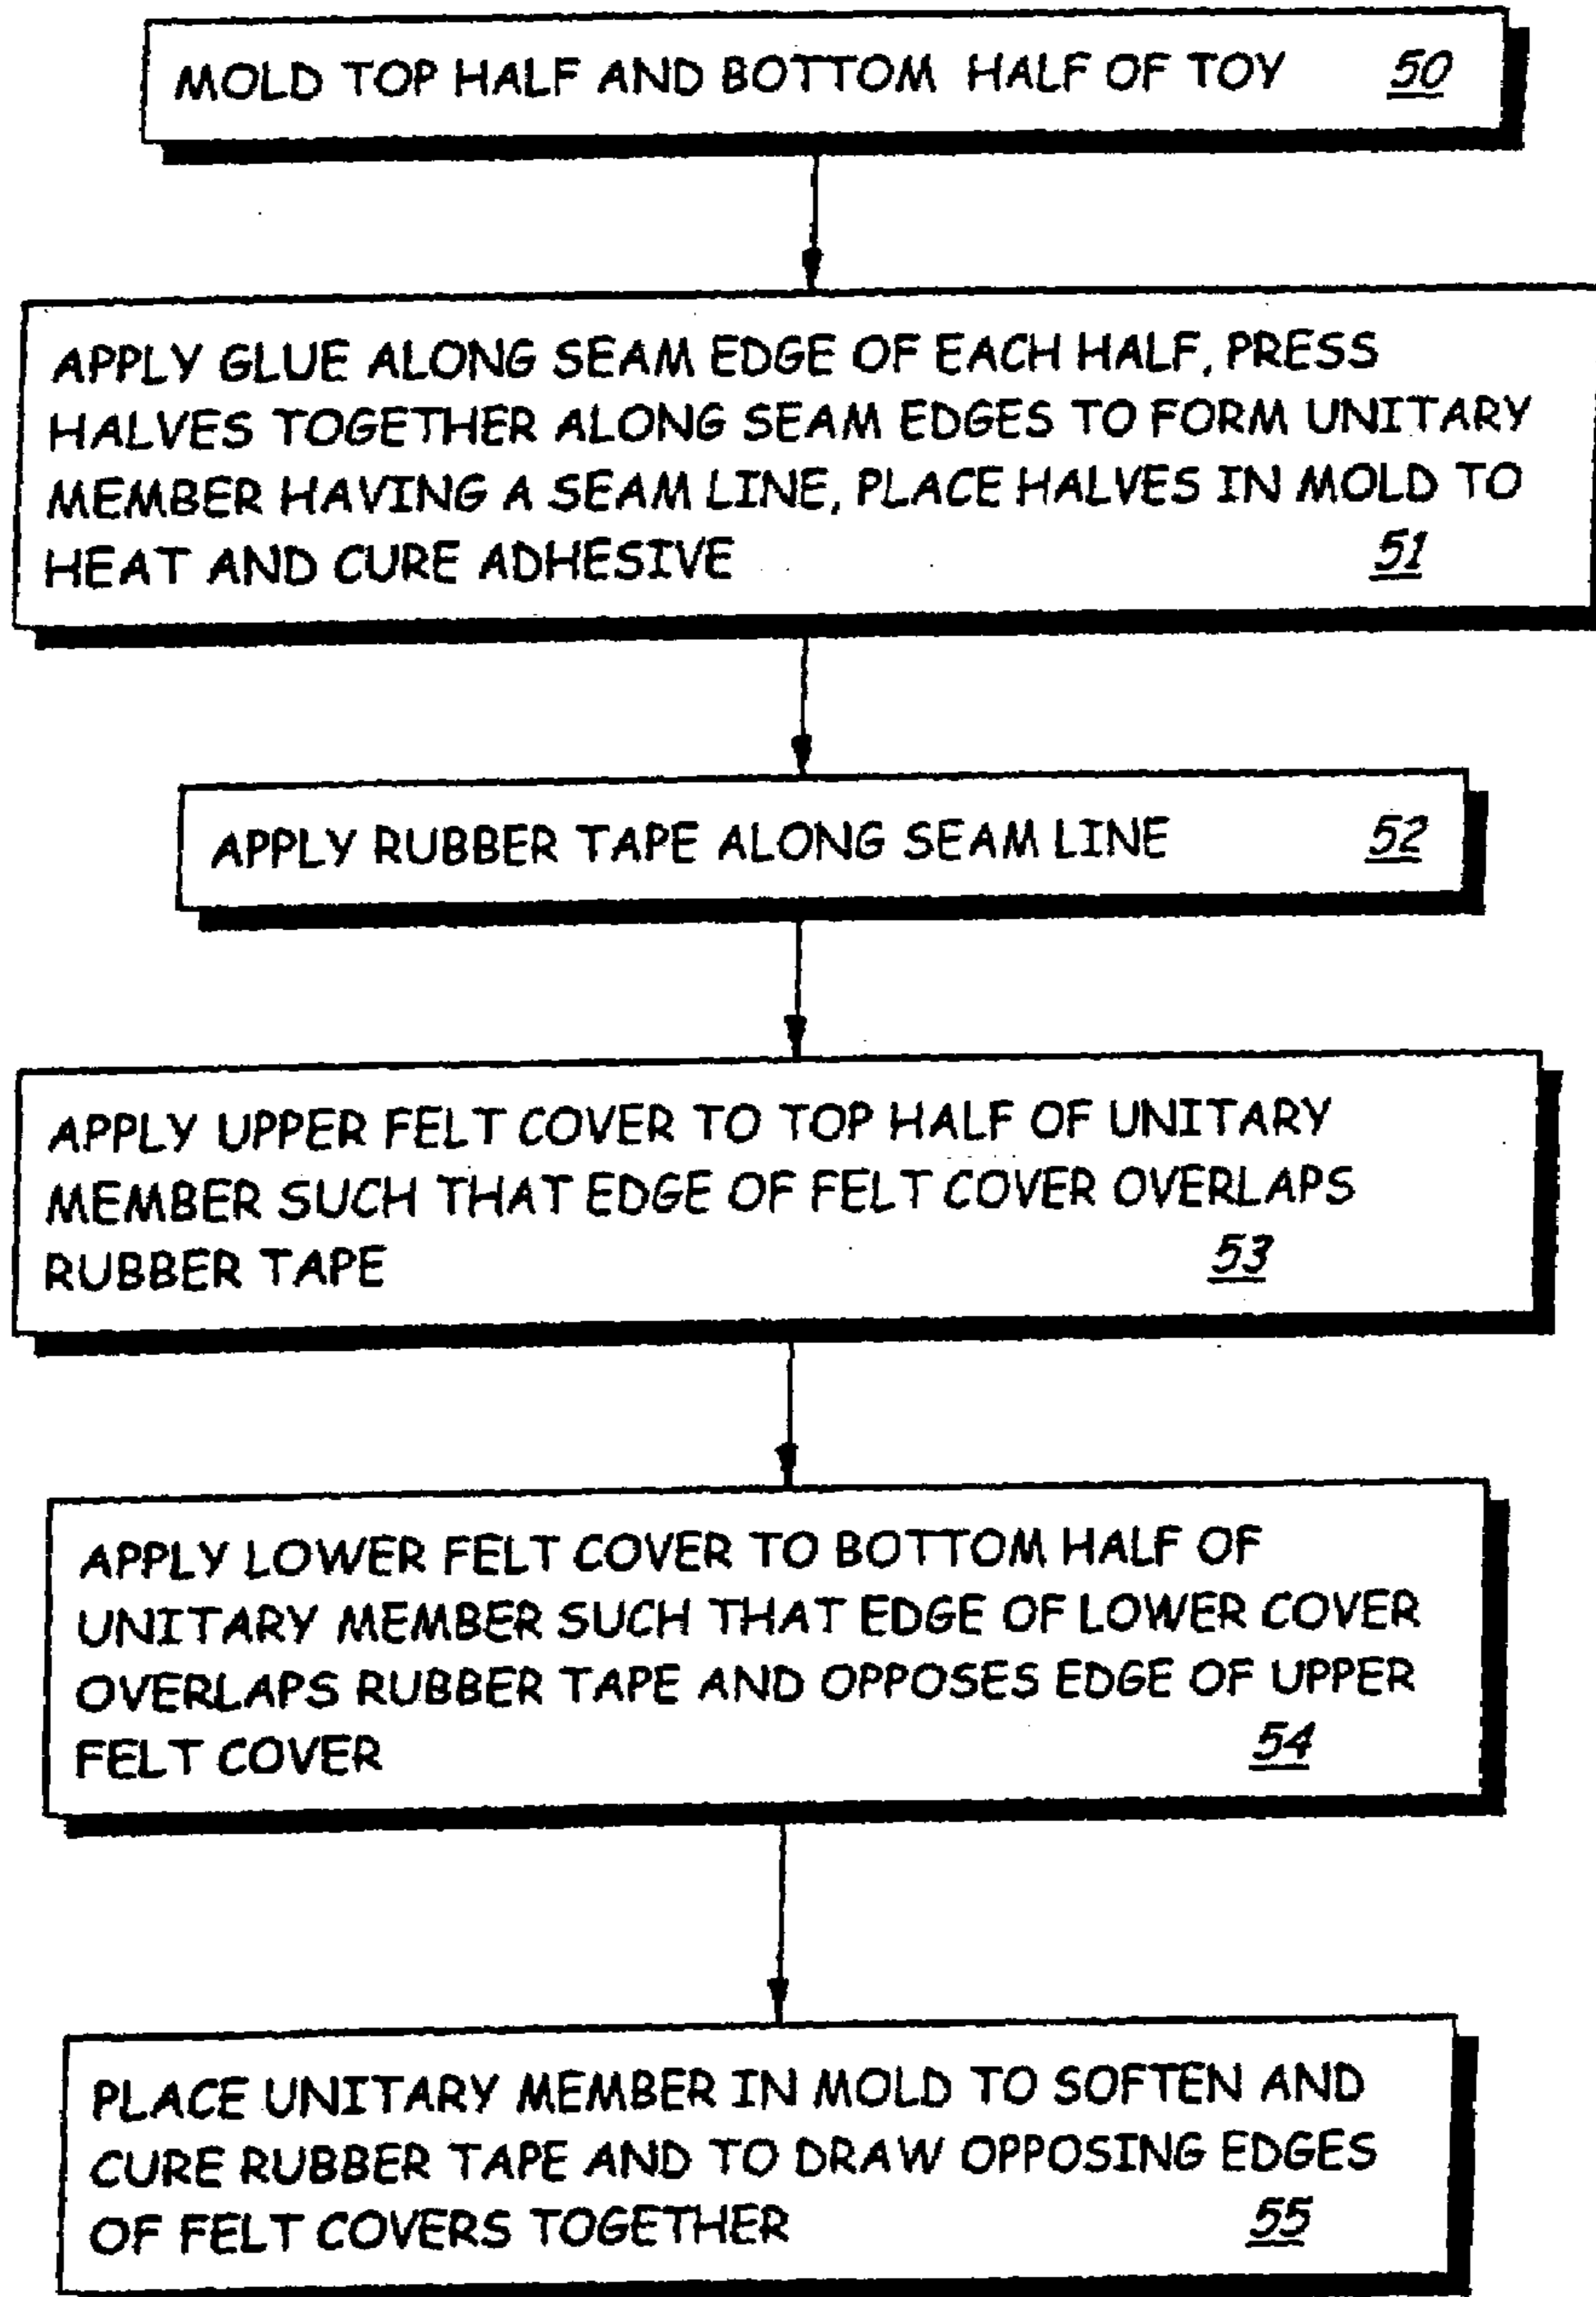 MOLD TOP HALF AND BOTTOM HALF OF TOY 50
APPLY GLUE ALONG SEAM EDGE OF EACH HALF, PRESS
HALVES TOGETHER ALONG SEAM EDGES TO FORM UNITARY
MEMBER HAVING A SEAM LINE, PLACE HALVES IN MOLD TO
HEAT AND CURE ADHESIVE 51
APPLY RUBBER TAPE ALONG SEAM LINE 52
APPLY UPPER FELT COVER TO TOP HALF OF UNITARY
MEMBER SUCH THAT EDGE OF FELT COVER OVERLAPS
RUBBER TAPE 53
APPLY LOWER FELT COVER TO BOTTOM HALF OF
UNITARY MEMBER SUCH THAT EDGE OF LOWER COVER
OVERLAPS RUBBER TAPE AND OPPOSES EDGE OF UPPER
FELT COVER 54
PLACE UNITARY MEMBER IN MOLD TO SOFTEN AND
CURE RUBBER TAPE AND TO DRAW OPPOSING EDGES
OF FELT COVERS TOGETHER 55